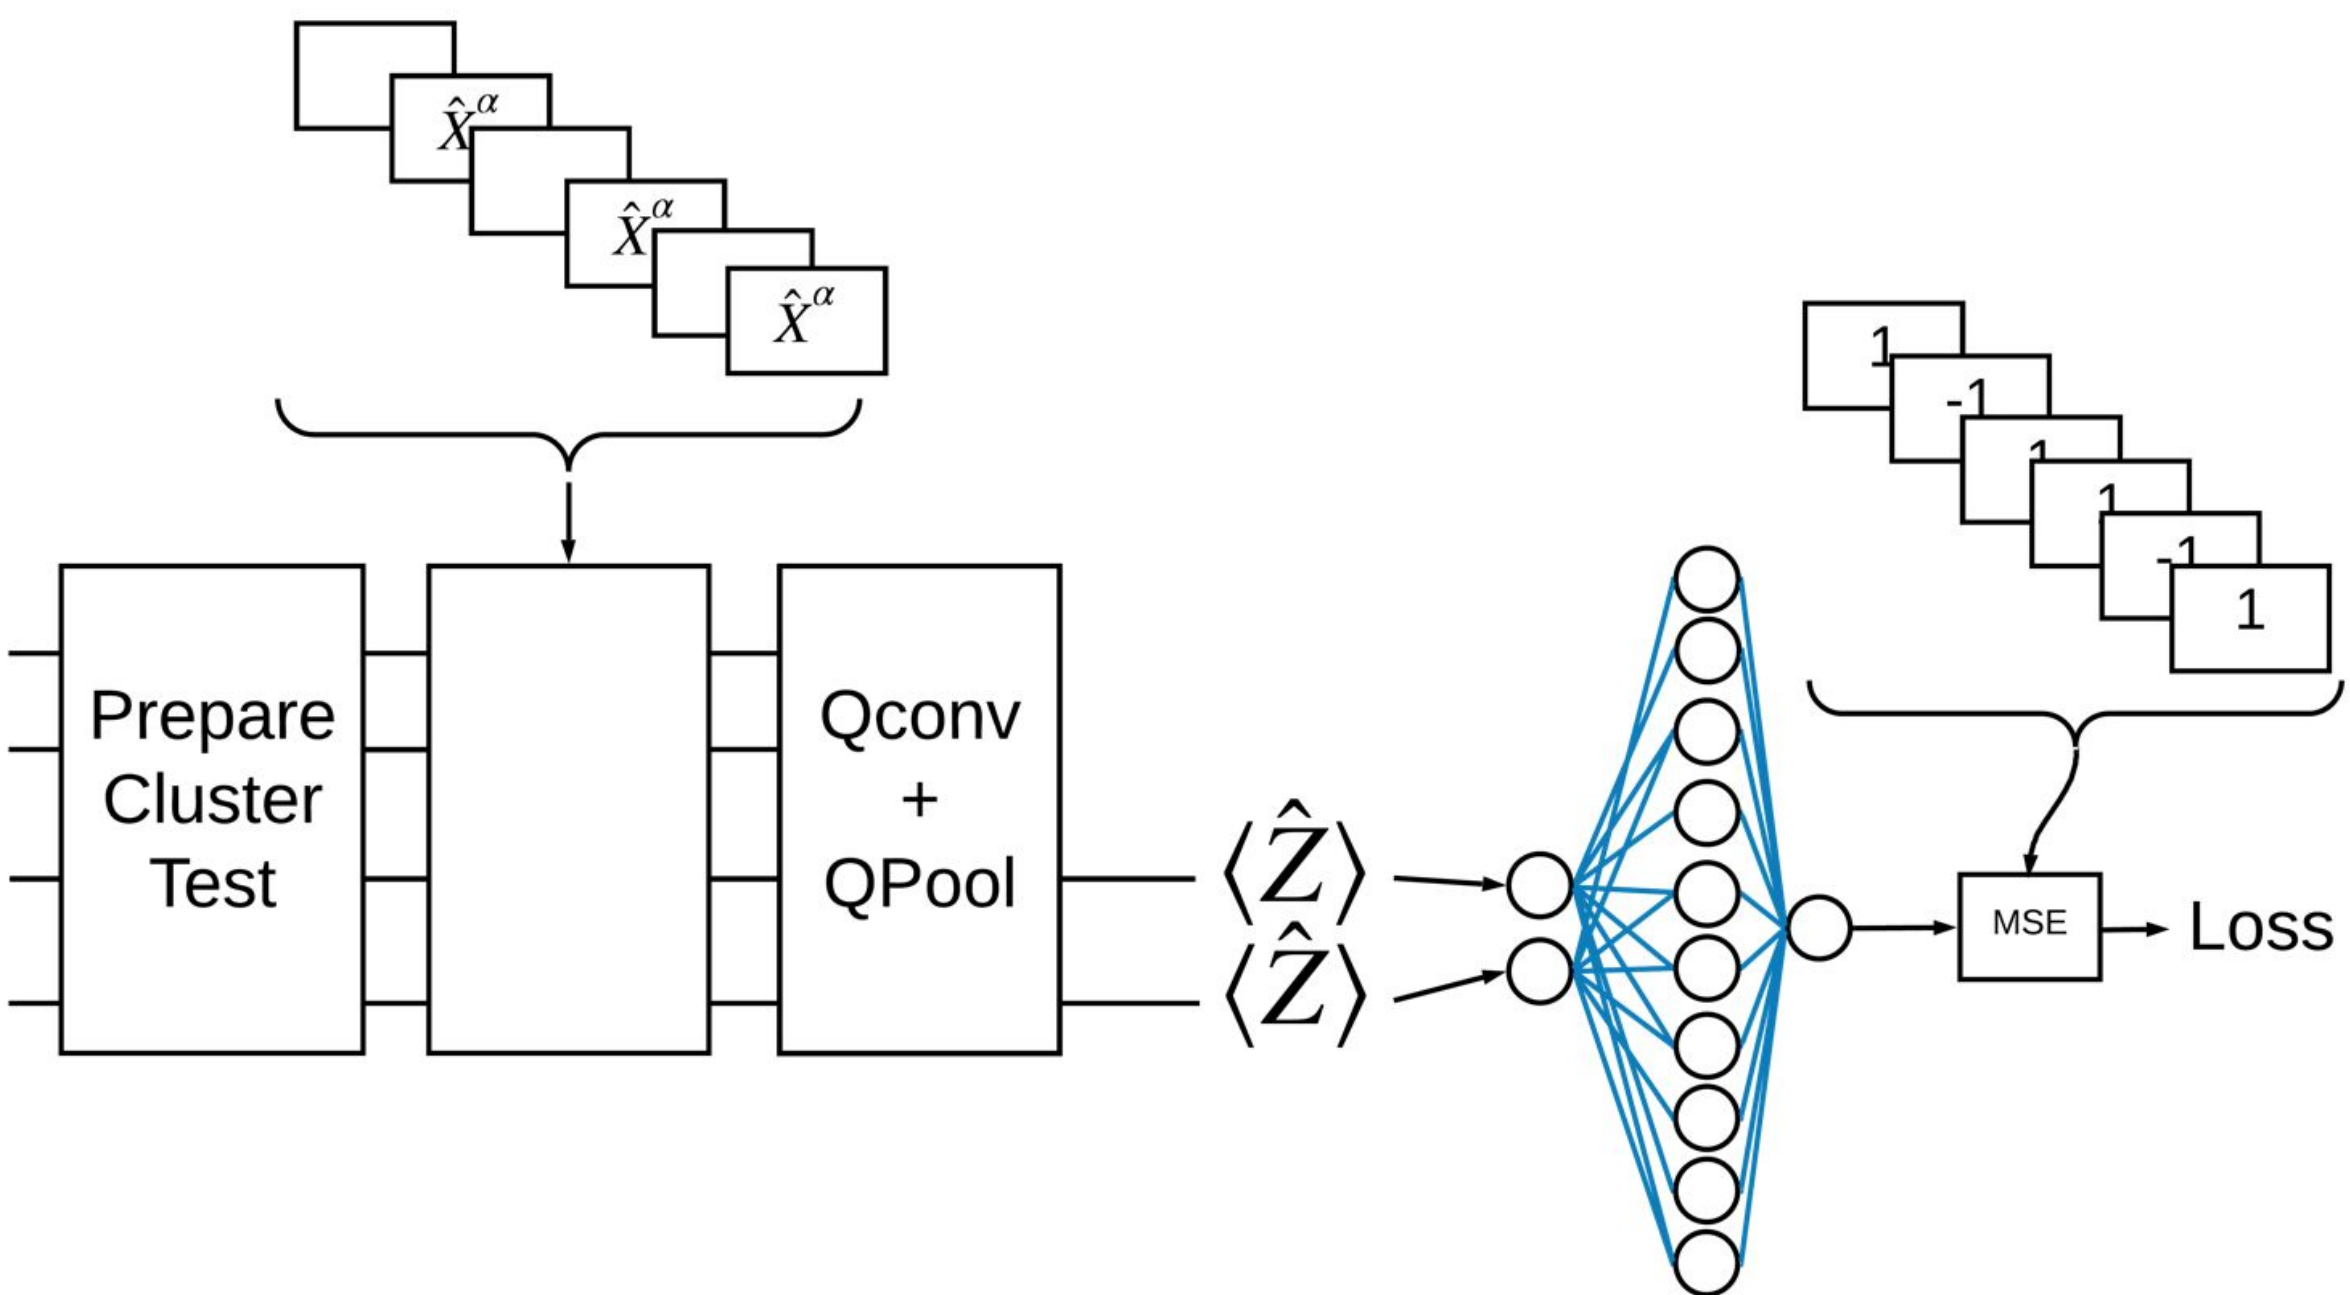 X̂^α
X̂^α
X̂^α
1
-1
1
1
-1
1
Prepare
Cluster
Test
Qconv
+
QPool
⟨Ẑ⟩
⟨Ẑ⟩
MSE
Loss